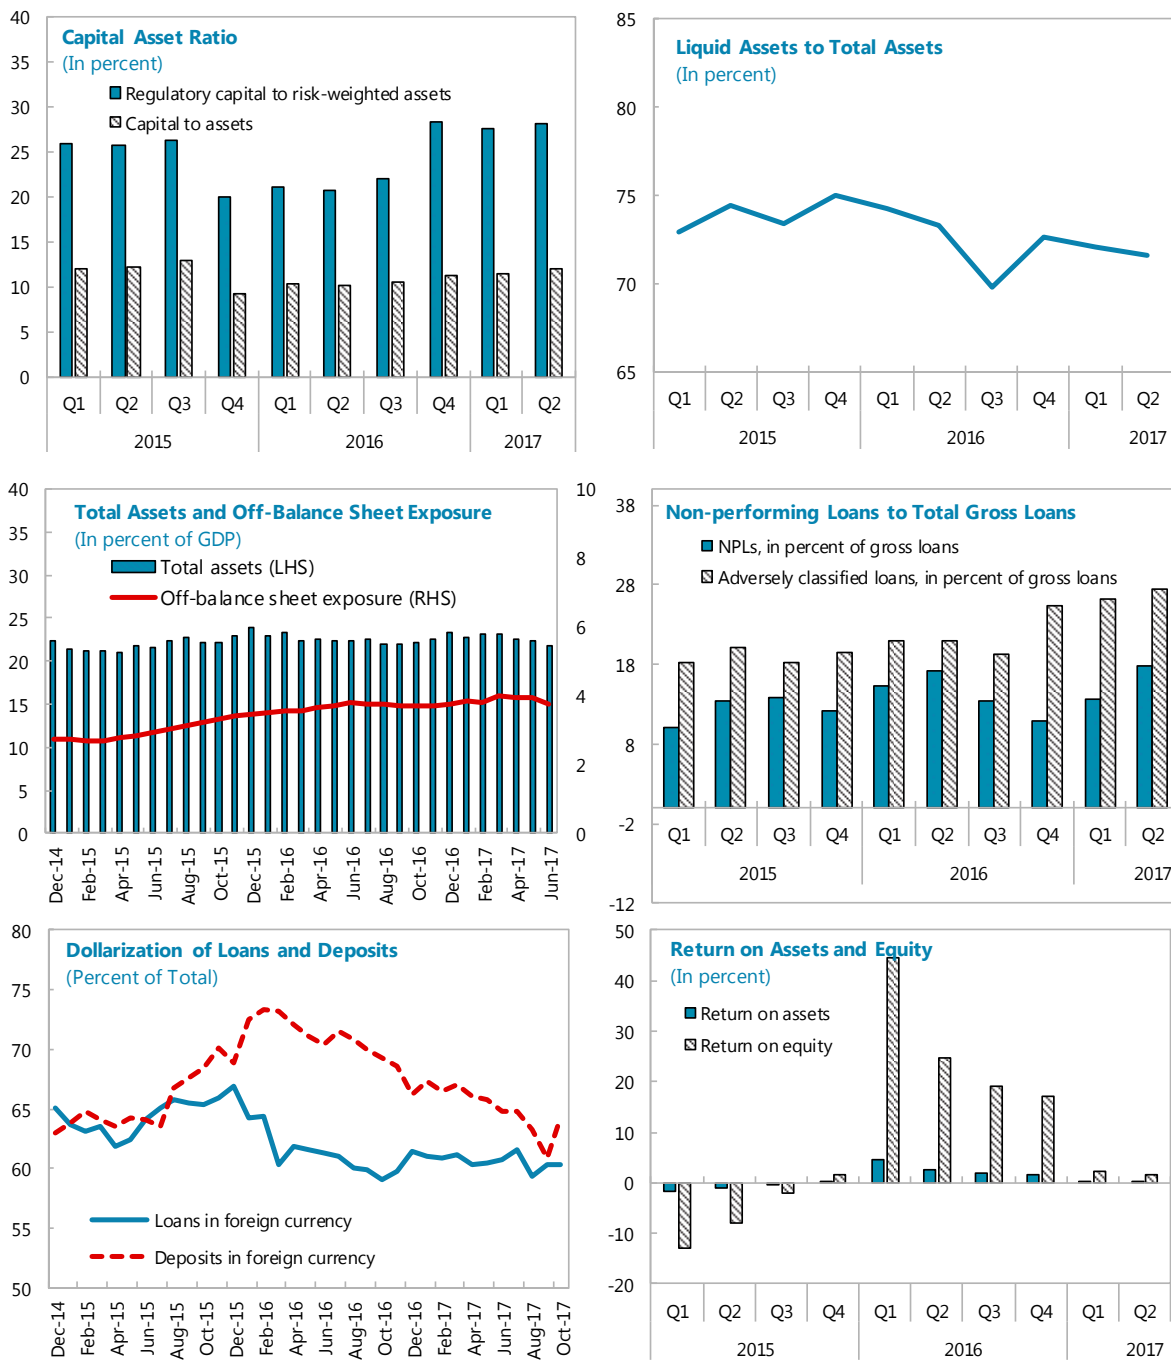 Capital Asset Ratio
(In percent)
Regulatory capital to risk-weighted assets
Capital to assets
40
35
30
25
20
15
10
5
0
Q1 Q2 Q3 Q4 Q1 Q2 Q3 Q4 Q1 Q2
2015 2016 2017
Liquid Assets to Total Assets
(In percent)
85
80
75
70
65
Q1 Q2 Q3 Q4 Q1 Q2 Q3 Q4 Q1 Q2
2015 2016 2017
Total Assets and Off-Balance Sheet Exposure
(In percent of GDP)
Total assets (LHS)
Off-balance sheet exposure (RHS)
40
35
30
25
20
15
10
5
0
10
8
6
4
2
0
Dec-14 Feb-15 Apr-15 Jun-15 Aug-15 Oct-15 Dec-15 Feb-16 Apr-16 Jun-16 Aug-16 Oct-16 Dec-16 Feb-17 Apr-17 Jun-17
Non-performing Loans to Total Gross Loans
NPLs, in percent of gross loans
Adversely classified loans, in percent of gross loans
38
28
18
8
-2
-12
Q1 Q2 Q3 Q4 Q1 Q2 Q3 Q4 Q1 Q2
2015 2016 2017
Dollarization of Loans and Deposits
(Percent of Total)
80
75
70
65
60
55
50
Loans in foreign currency
Deposits in foreign currency
Dec-14 Feb-15 Apr-15 Jun-15 Aug-15 Oct-15 Dec-15 Feb-16 Apr-16 Jun-16 Aug-16 Oct-16 Dec-16 Feb-17 Apr-17 Jun-17 Aug-17 Oct-17
Return on Assets and Equity
(In percent)
Return on assets
Return on equity
50
40
30
20
10
0
-10
-20
Q1 Q2 Q3 Q4 Q1 Q2 Q3 Q4 Q1 Q2
2015 2016 2017